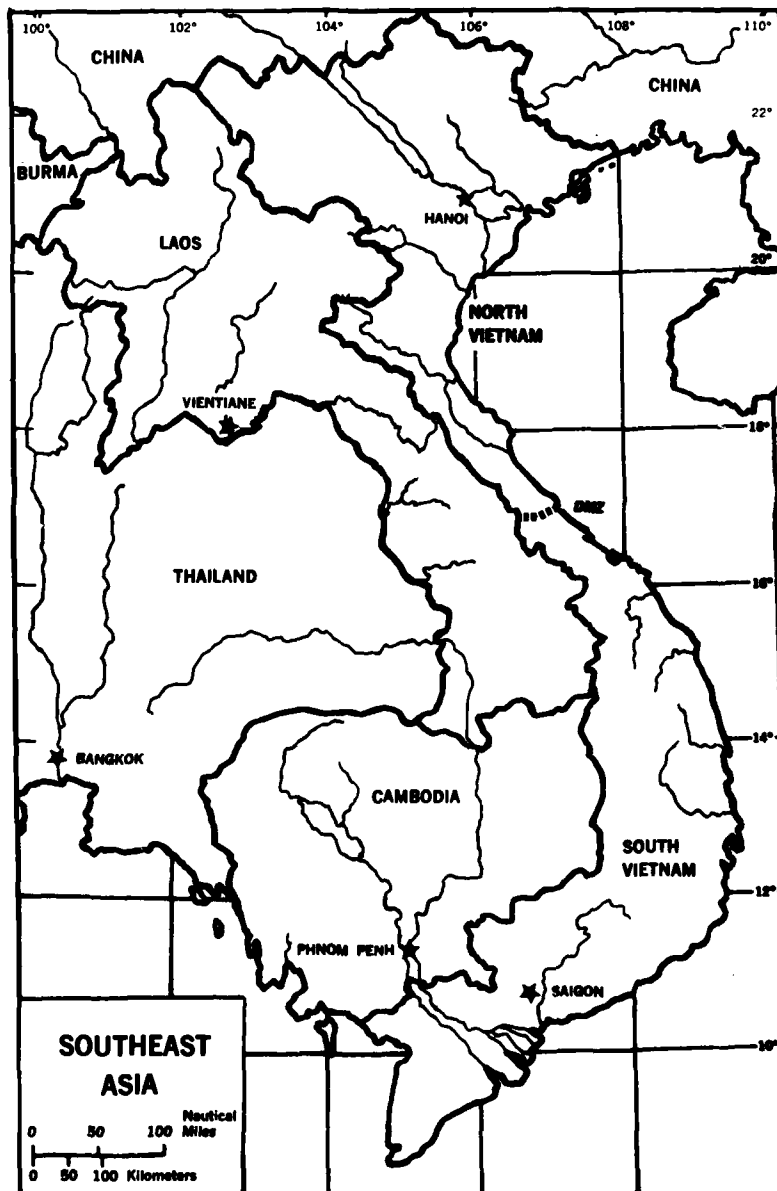 100° 102° 104° 106° 108° 110°
CHINA
CHINA
22°
BURMA
HANOI
LAOS
20°
NORTH
VIETNAM
VIENTIANE
18°
DMZ
THAILAND
16°
14°
BANGKOK
CAMBODIA
SOUTH
VIETNAM
12°
PHNOM PENH
SAIGON
10°
SOUTHEAST
ASIA
0 50 100 Nautical
Miles
0 50 100 Kilometers